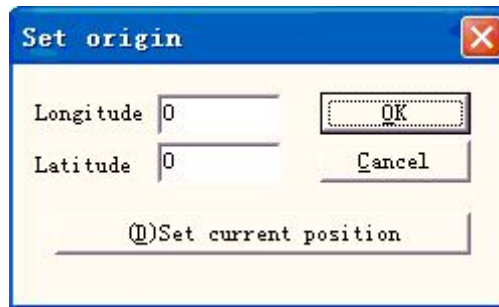 Set origin
Longitude 0 OK
Latitude 0 Cancel
(D)Set current position